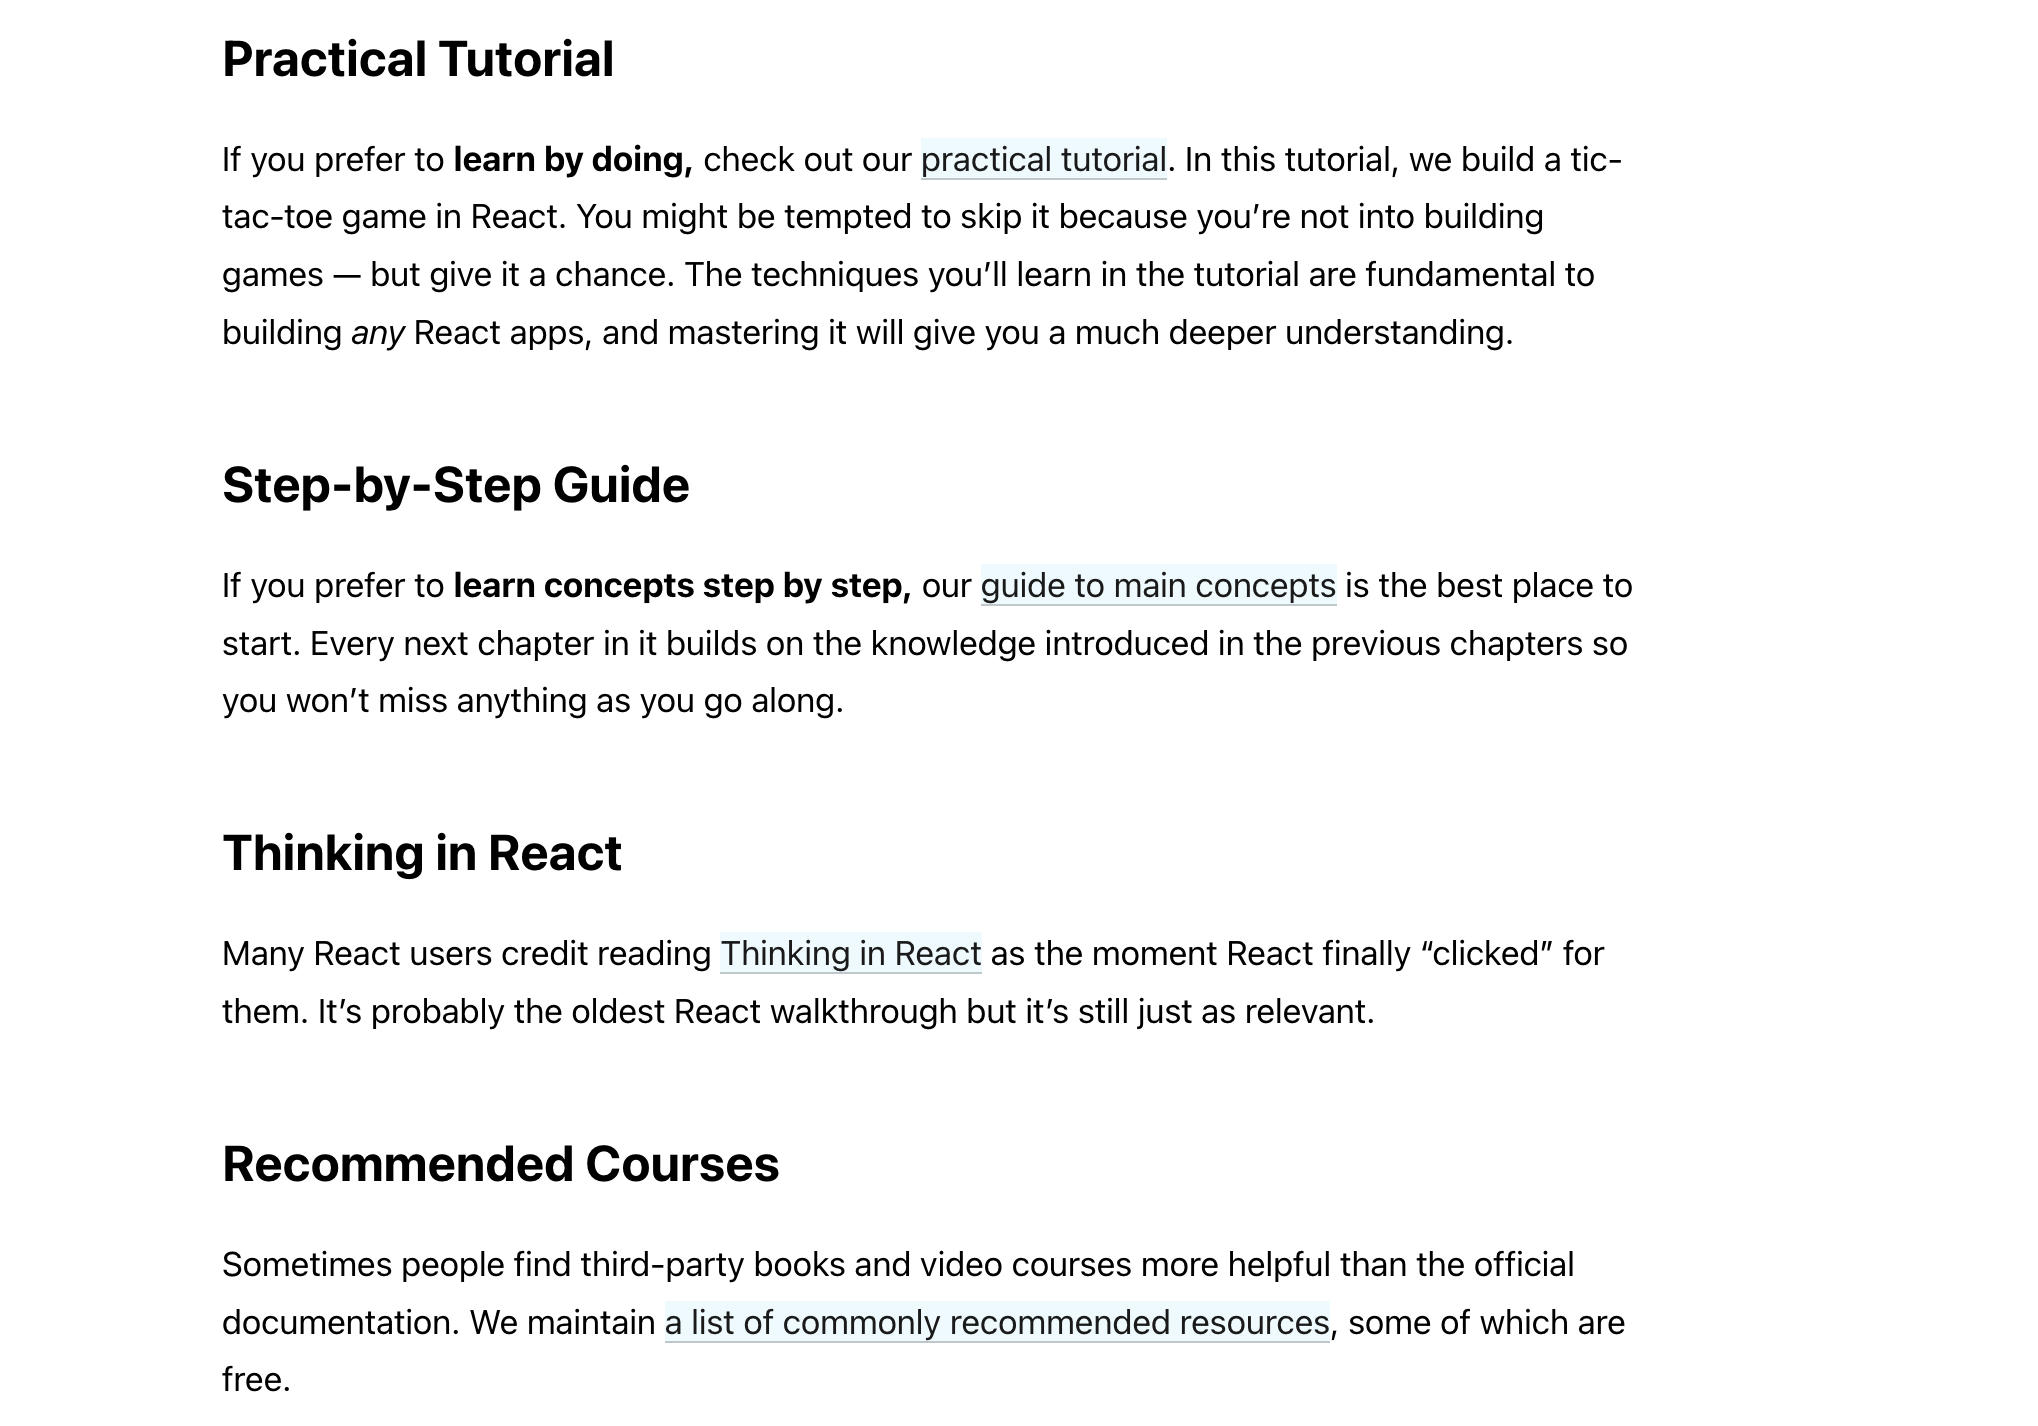 Practical Tutorial
If you prefer to learn by doing, check out our practical tutorial. In this tutorial, we build a tic-
tac-toe game in React. You might be tempted to skip it because you’re not into building
games — but give it a chance. The techniques you’ll learn in the tutorial are fundamental to
building any React apps, and mastering it will give you a much deeper understanding.
Step-by-Step Guide
If you prefer to learn concepts step by step, our guide to main concepts is the best place to
start. Every next chapter in it builds on the knowledge introduced in the previous chapters so
you won’t miss anything as you go along.
Thinking in React
Many React users credit reading Thinking in React as the moment React finally “clicked” for
them. It’s probably the oldest React walkthrough but it’s still just as relevant.
Recommended Courses
Sometimes people find third-party books and video courses more helpful than the official
documentation. We maintain a list of commonly recommended resources, some of which are
free.